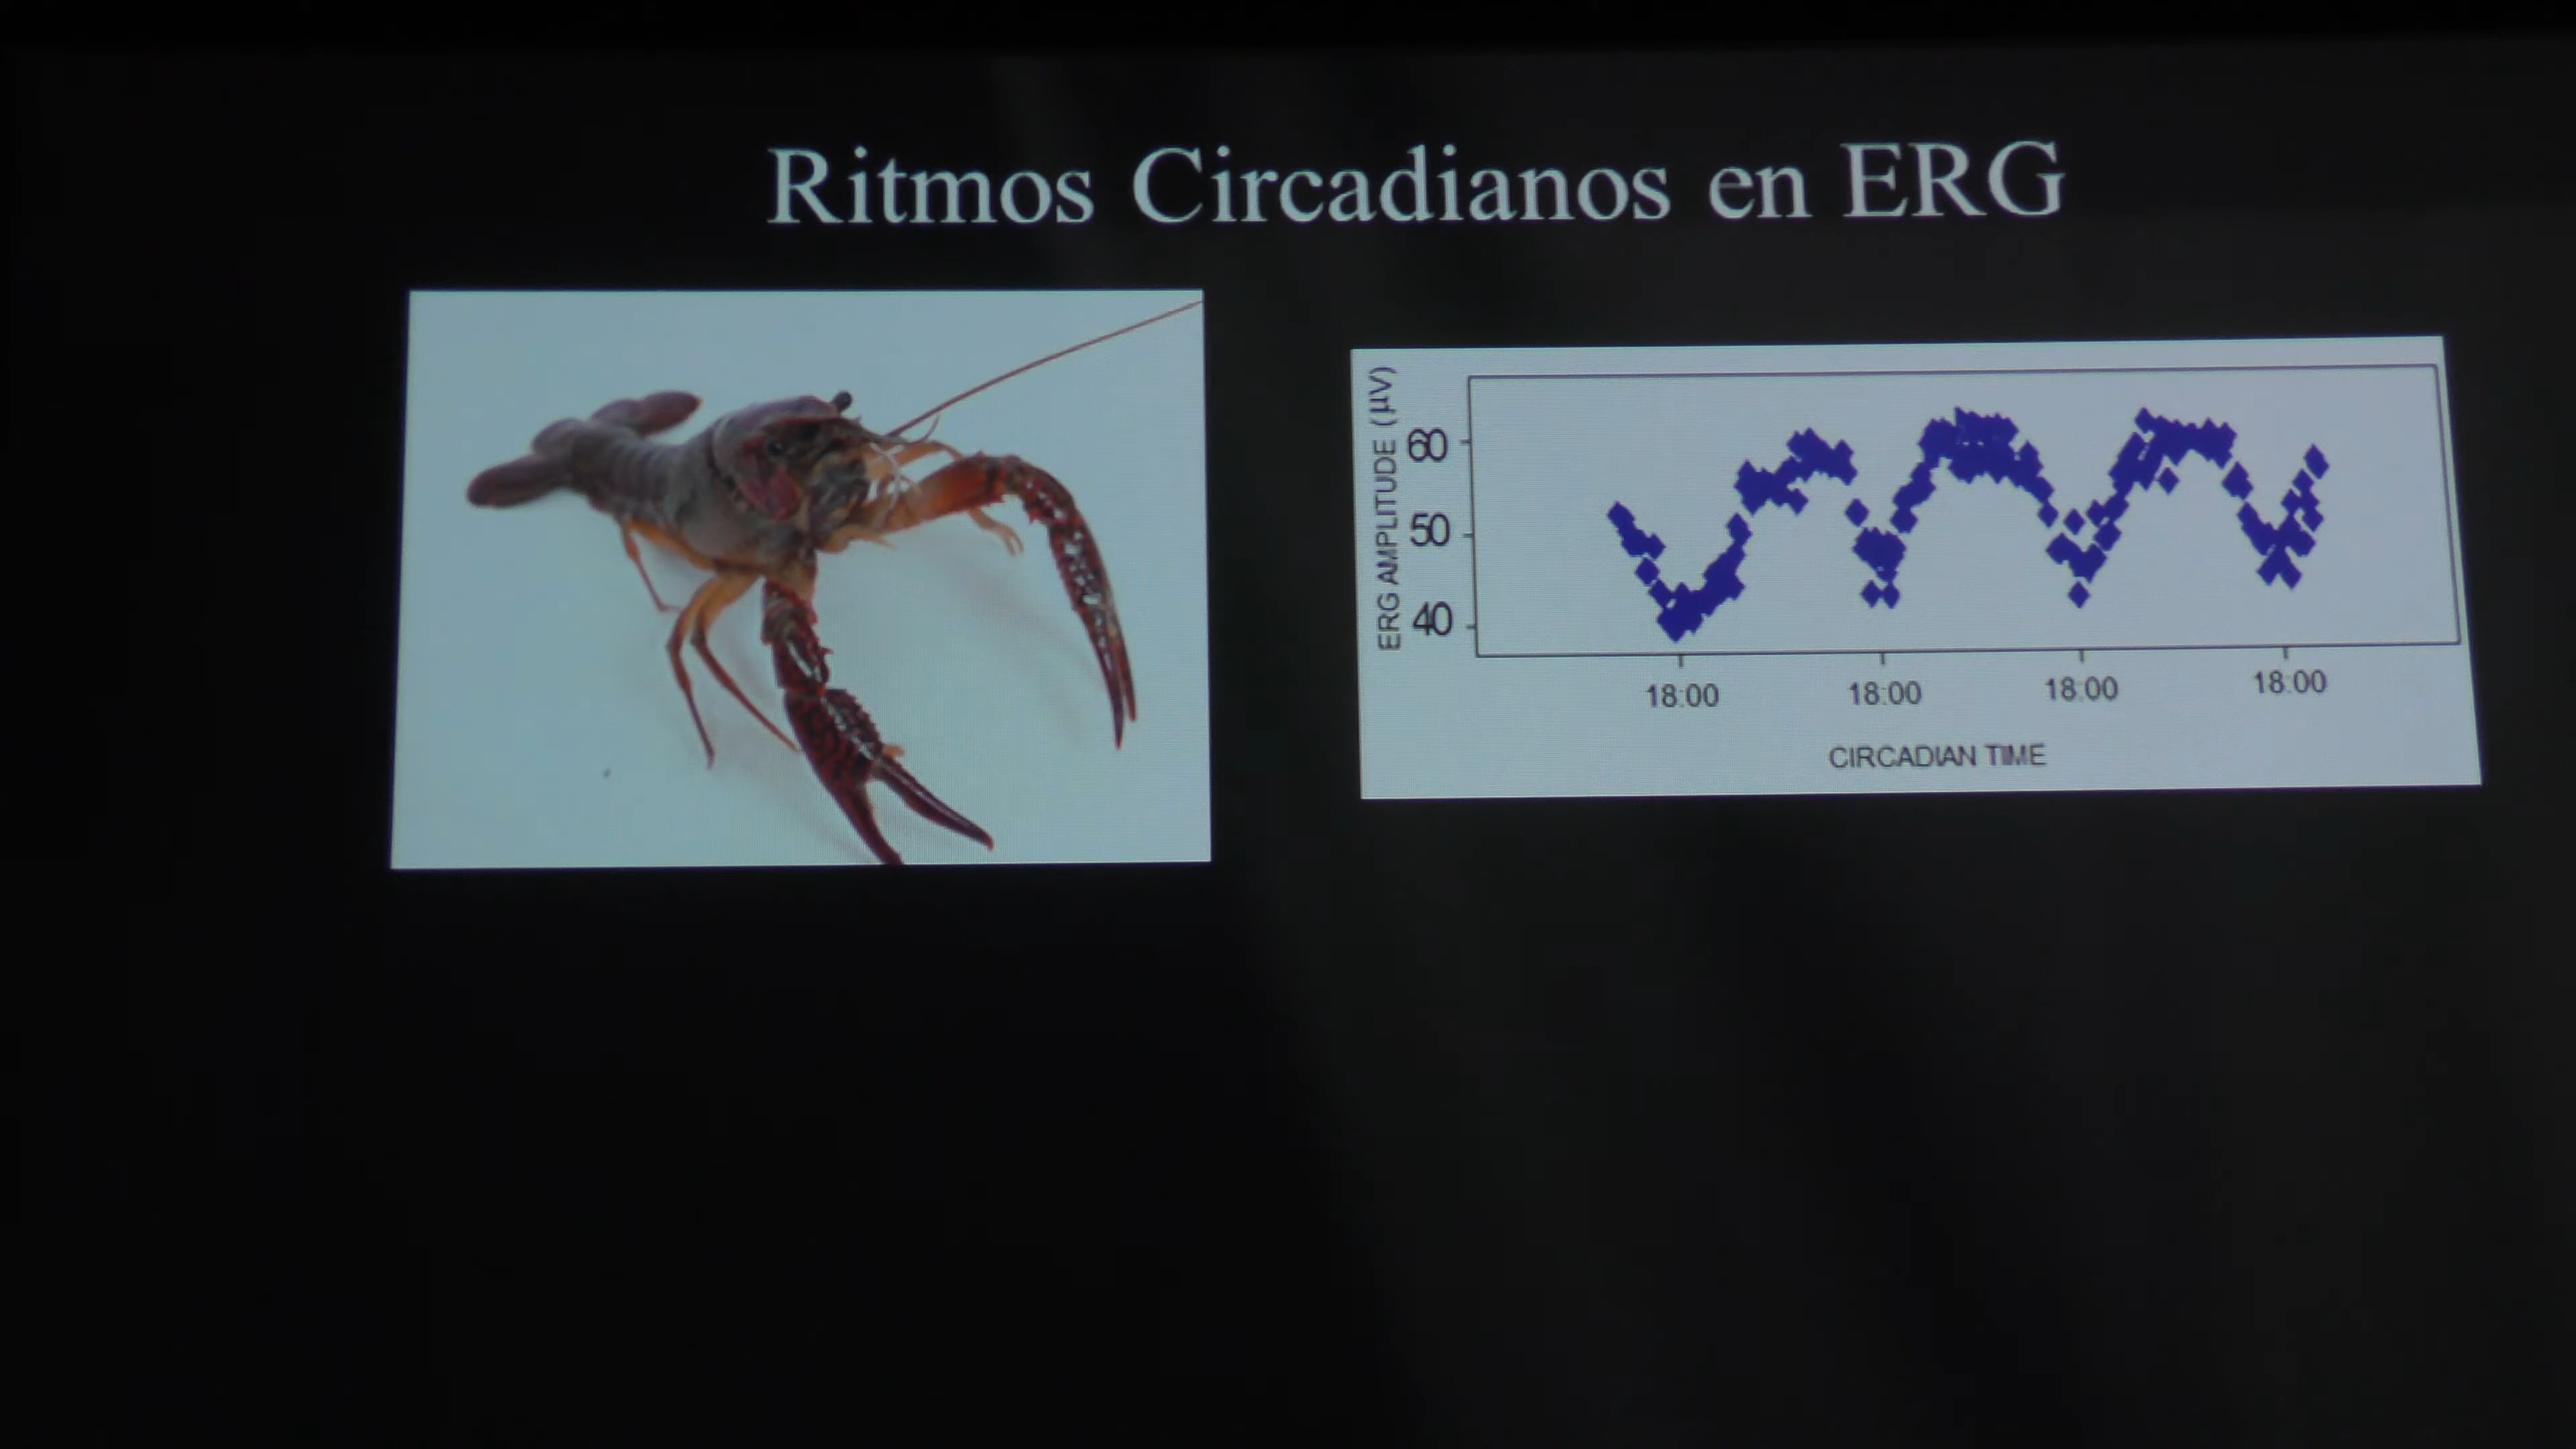 Ritmos Circadianos en ERG
ERG AMPLITUDE (µV)
60
50
40
18:00 18:00 18:00 18:00
CIRCADIAN TIME